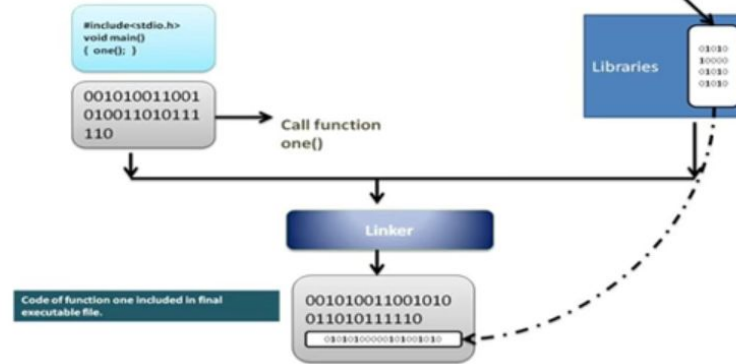 #include<stdio.h>
void main()
{ one(); }
001010011001
010011010111
110
Call function
one()
Libraries
01010
10000
01010
01010
Linker
Code of function one included in final
executable file.
001010011001010
011010111110
01010100000101001010